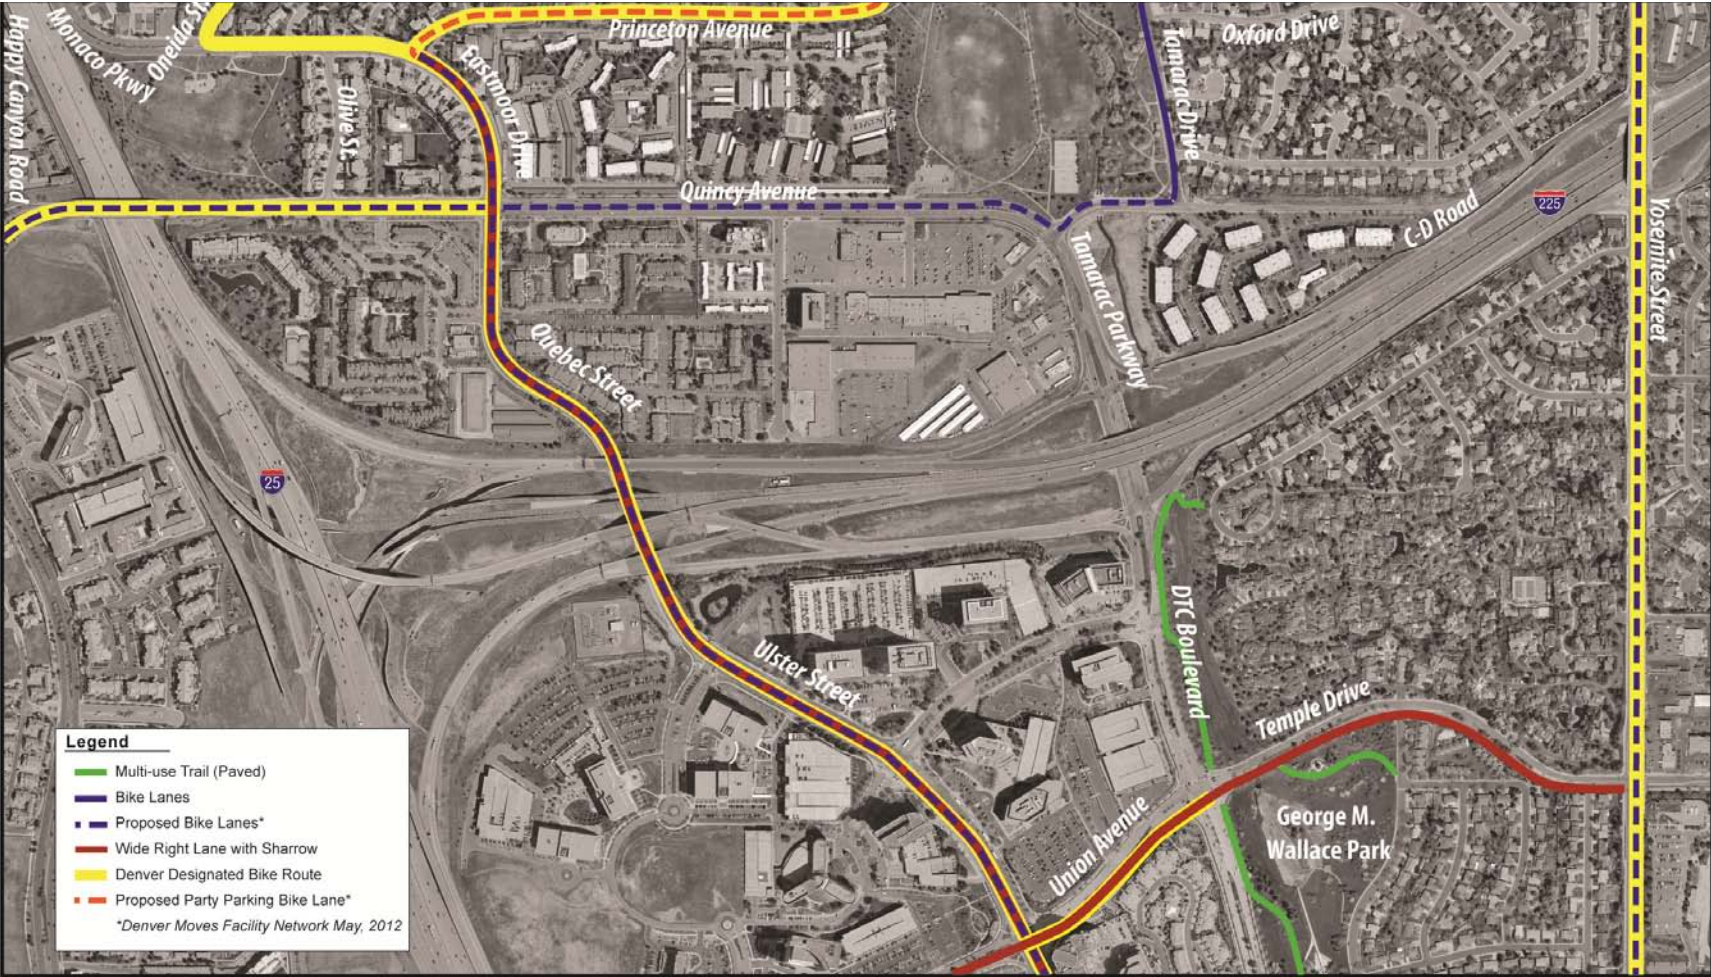 Happy Canyon Road
Monaco Pkwy
Oneida St.
Olive St.
Eastmoor Drive
Princeton Avenue
Tamarac Drive
Oxford Drive
Quincy Avenue
C-D Road
225
Yosemite Street
Tamarac Parkway
Quebec Street
25
DTC Boulevard
Ulster Street
Temple Drive
Union Avenue
George M.
Wallace Park
Legend
Multi-use Trail (Paved)
Bike Lanes
Proposed Bike Lanes*
Wide Right Lane with Sharrow
Denver Designated Bike Route
Proposed Party Parking Bike Lane*
*Denver Moves Facility Network May, 2012